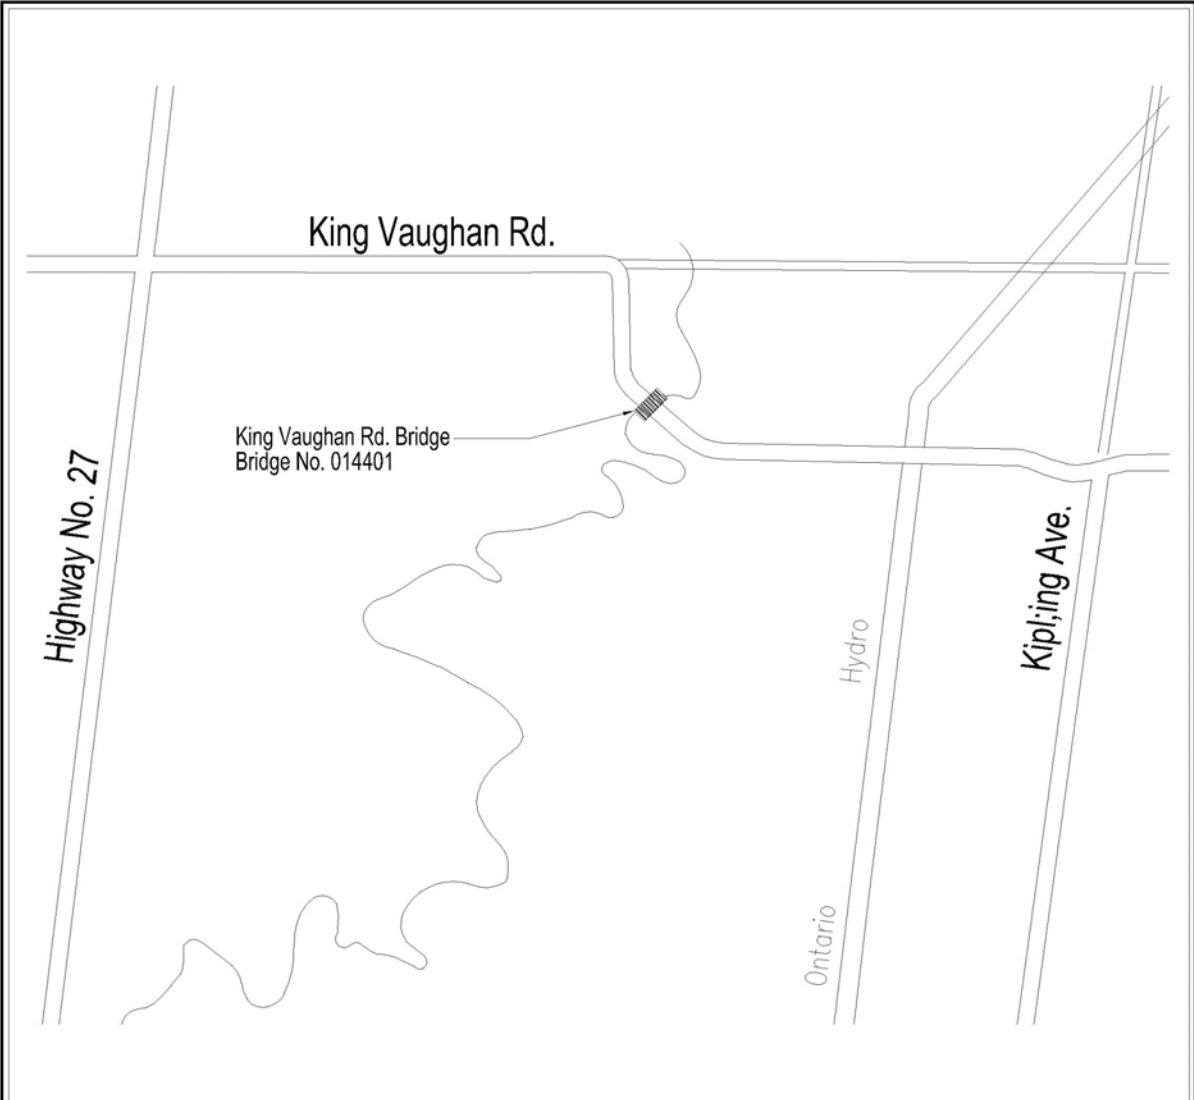 King Vaughan Rd.
King Vaughan Rd. Bridge
Bridge No. 014401
Highway No. 27
Kipl;ing Ave.
Hydro
Ontario